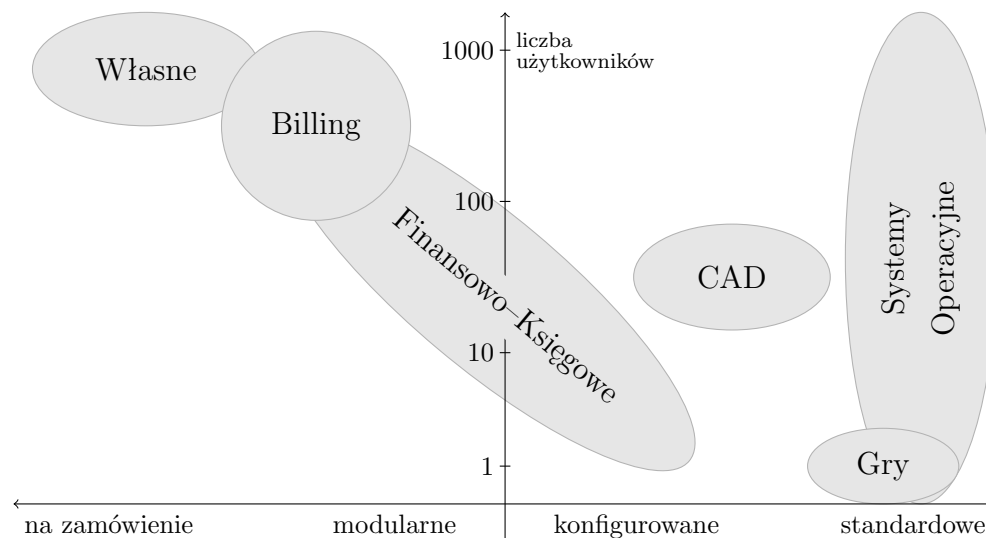 1000
liczba
użytkowników
Własne
Billing
100
Finansowo–Księgowe
CAD
Systemy
Operacyjne
10
1
Gry
na zamówienie
modularne
konfigurowane
standardowe